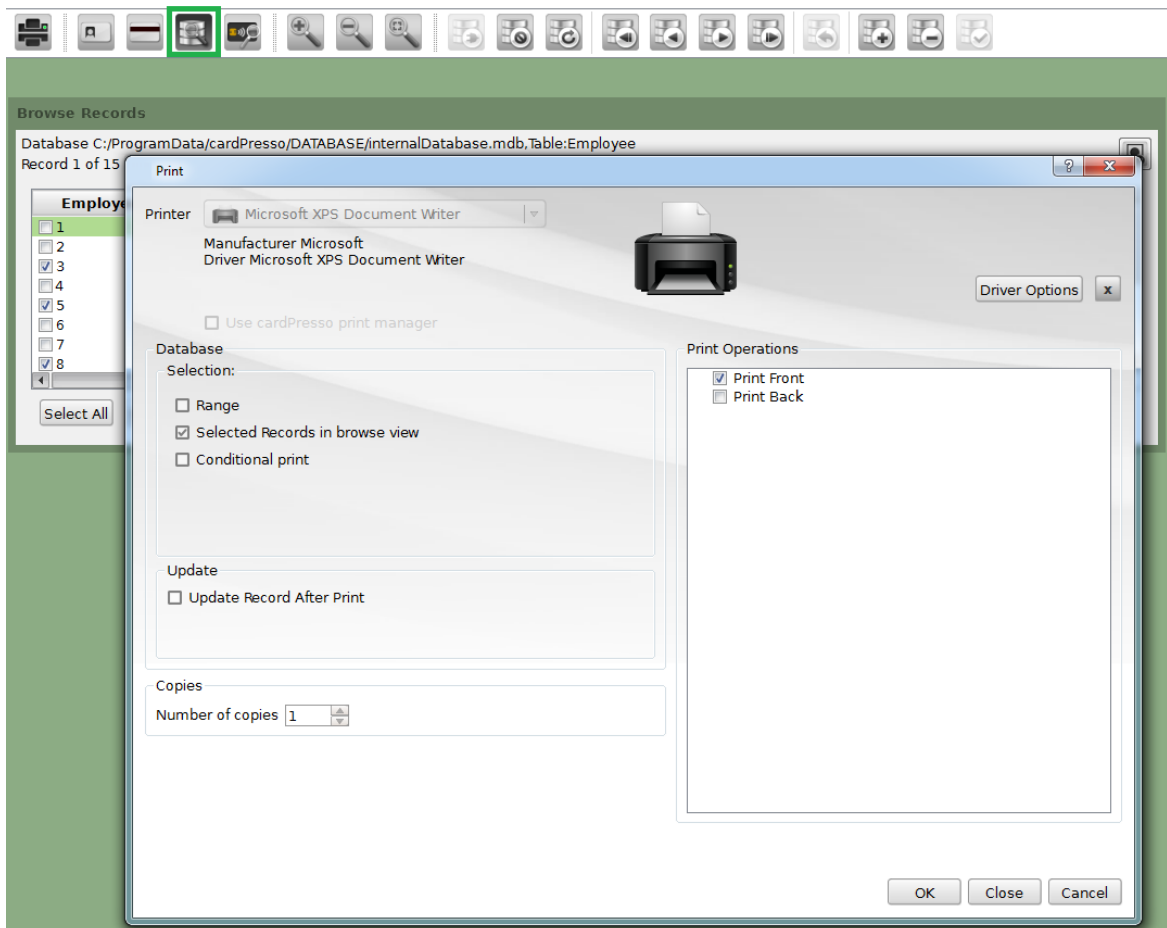 Browse Records
Database C:/ProgramData/cardPresso/DATABASE/internalDatabase.mdb,Table:Employee
Record 1 of 15
Print
Employe
1
2
3
4
5
6
7
8
Select All
Printer Microsoft XPS Document Writer
Manufacturer Microsoft
Driver Microsoft XPS Document Writer
Driver Options x
Use cardPresso print manager
Database
Selection:
Range
Selected Records in browse view
Conditional print
Update
Update Record After Print
Copies
Number of copies 1
Print Operations
Print Front
Print Back
OK Close Cancel